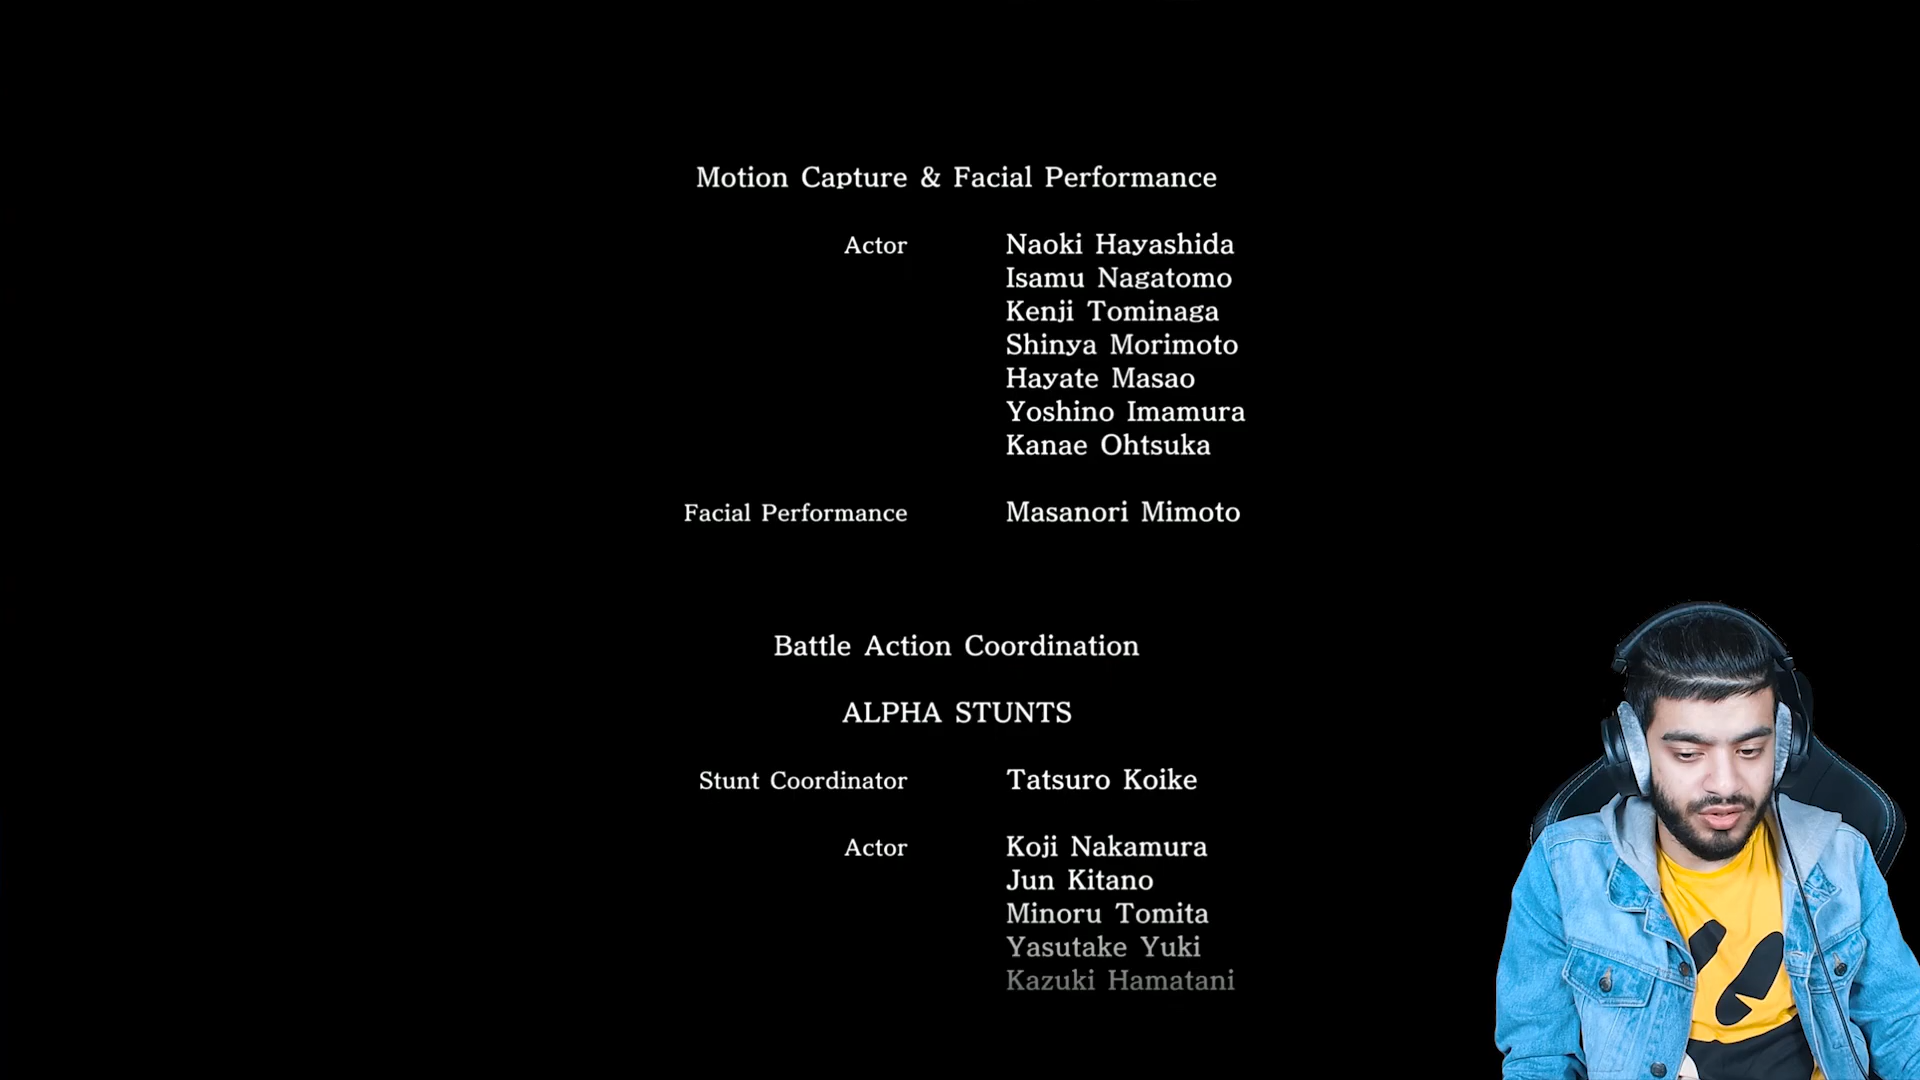 Motion Capture & Facial Performance
Actor Naoki Hayashida
Isamu Nagatomo
Kenji Tominaga
Shinya Morimoto
Hayate Masao
Yoshino Imamura
Kanae Ohtsuka
Facial Performance Masanori Mimoto
Battle Action Coordination
ALPHA STUNTS
Stunt Coordinator Tatsuro Koike
Actor Koji Nakamura
Jun Kitano
Minoru Tomita
Yasutake Yuki
Kazuki Hamatani